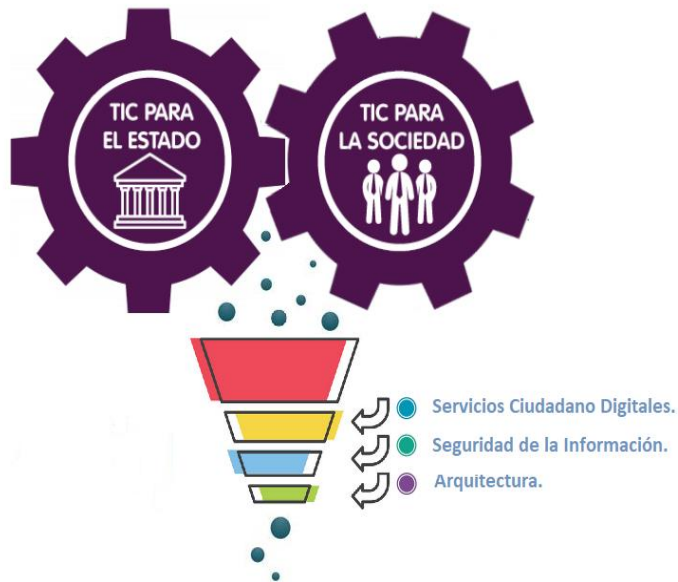 TIC PARA
EL ESTADO
TIC PARA
LA SOCIEDAD
Servicios Ciudadano Digitales.
Seguridad de la Información.
Arquitectura.